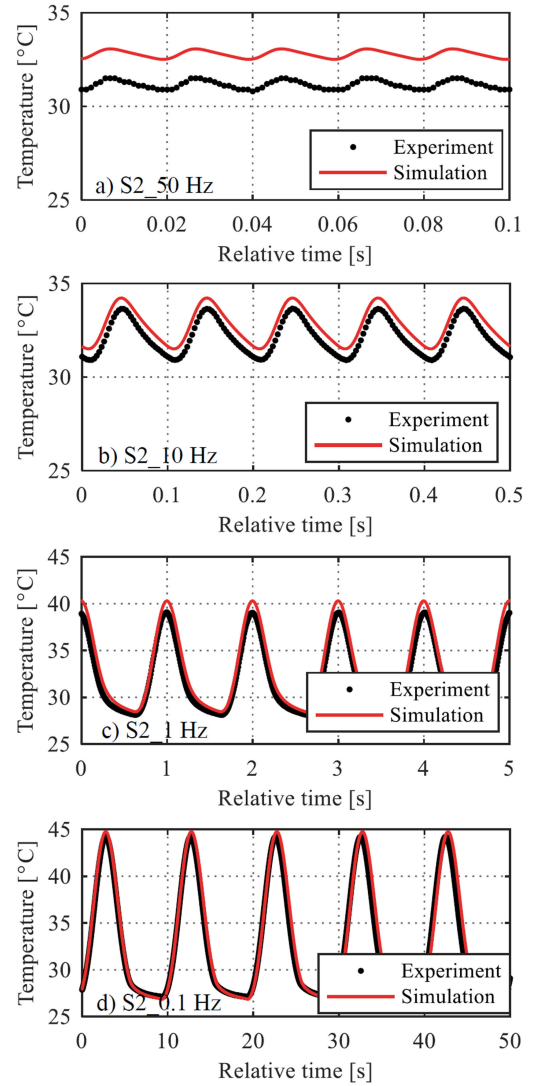 Temperature [°C]
35
30
25
Experiment
Simulation
a) S2_50 Hz
0 0.02 0.04 0.06 0.08 0.1
Relative time [s]
Temperature [°C]
35
30
25
Experiment
Simulation
b) S2_10 Hz
0 0.1 0.2 0.3 0.4 0.5
Relative time [s]
Temperature [°C]
45
40
35
30
25
Experiment
Simulation
c) S2_1 Hz
0 1 2 3 4 5
Relative time [s]
Temperature [°C]
45
40
35
30
25
Experiment
Simulation
d) S2_0.1 Hz
0 10 20 30 40 50
Relative time [s]